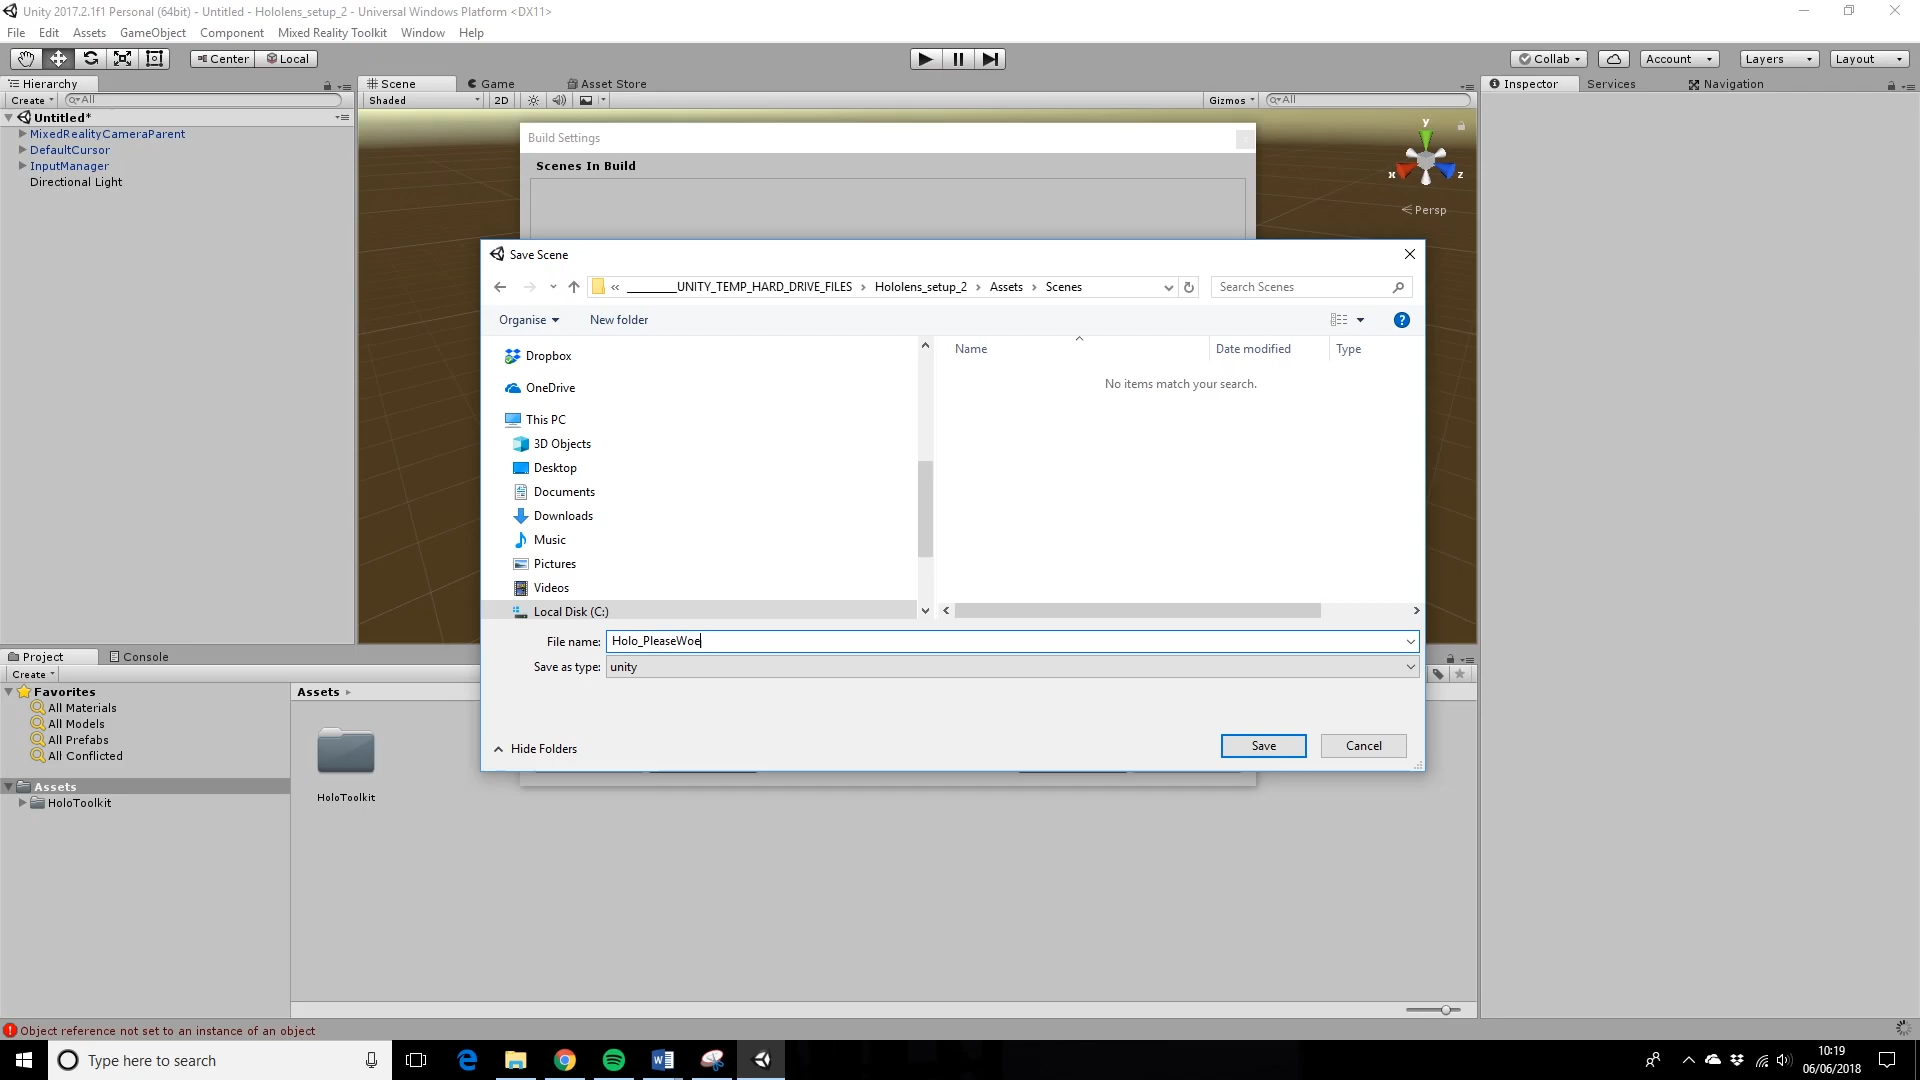 Unity 2017.2.1f1 Personal (64bit) - Untitled - Hololens_setup_2 - Universal Windows Platform <DX11>
File Edit Assets GameObject Component Mixed Reality Toolkit Window Help
Center Local Collab Account Layers Layout
Hierarchy Scene Game Asset Store Inspector Services Navigation
Create All Shaded 2D Gizmos All
Untitled*
MixedRealityCameraParent
DefaultCursor
InputManager
Directional Light
y
x z
Persp
Build Settings
Scenes In Build
Save Scene
« _________UNITY_TEMP_HARD_DRIVE_FILES › Hololens_setup_2 › Assets › Scenes Search Scenes
Organise New folder ?
Name Date modified Type
No items match your search.
Dropbox
OneDrive
This PC
3D Objects
Desktop
Documents
Downloads
Music
Pictures
Videos
Local Disk (C:)
File name: Holo_PleaseWoe
Save as type: unity
Hide Folders Save Cancel
Project Console
Create
Favorites
All Materials
All Models
All Prefabs
All Conflicted
Assets
HoloToolkit
Assets
HoloToolkit
Object reference not set to an instance of an object
Type here to search
10:19
06/06/2018